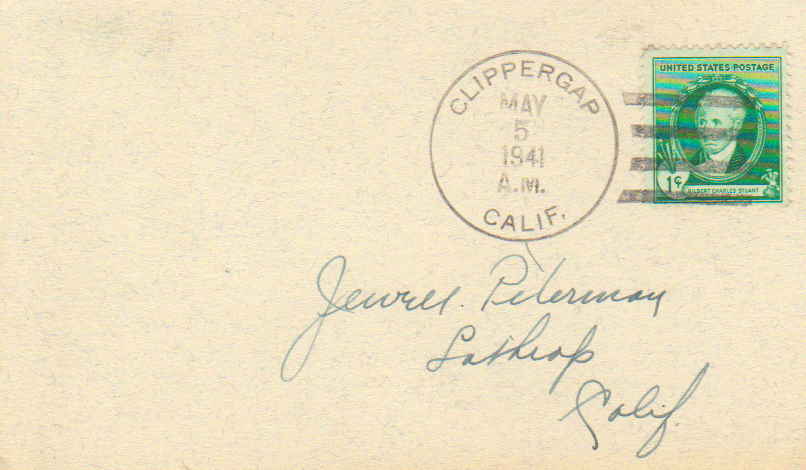 CLIPPERGAP
MAY
5
1941
A.M.
CALIF.
UNITED STATES POSTAGE
1¢
GILBERT CHARLES STUART
Jewell Peterman
Lathrop
Calif.